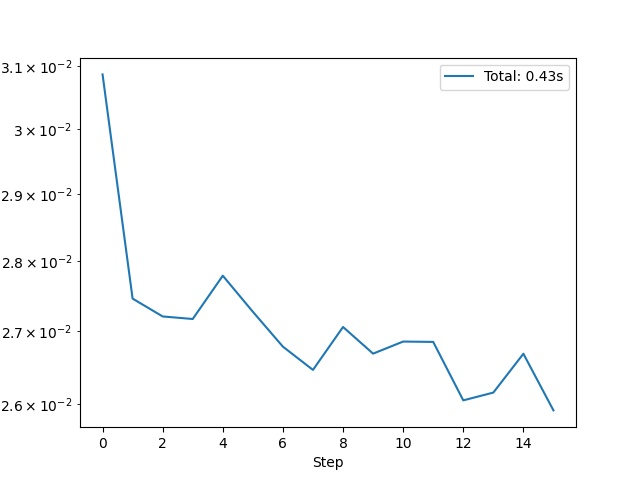 3.1 × 10⁻²
Total: 0.43s
3 × 10⁻²
2.9 × 10⁻²
2.8 × 10⁻²
2.7 × 10⁻²
2.6 × 10⁻²
0 2 4 6 8 10 12 14
Step